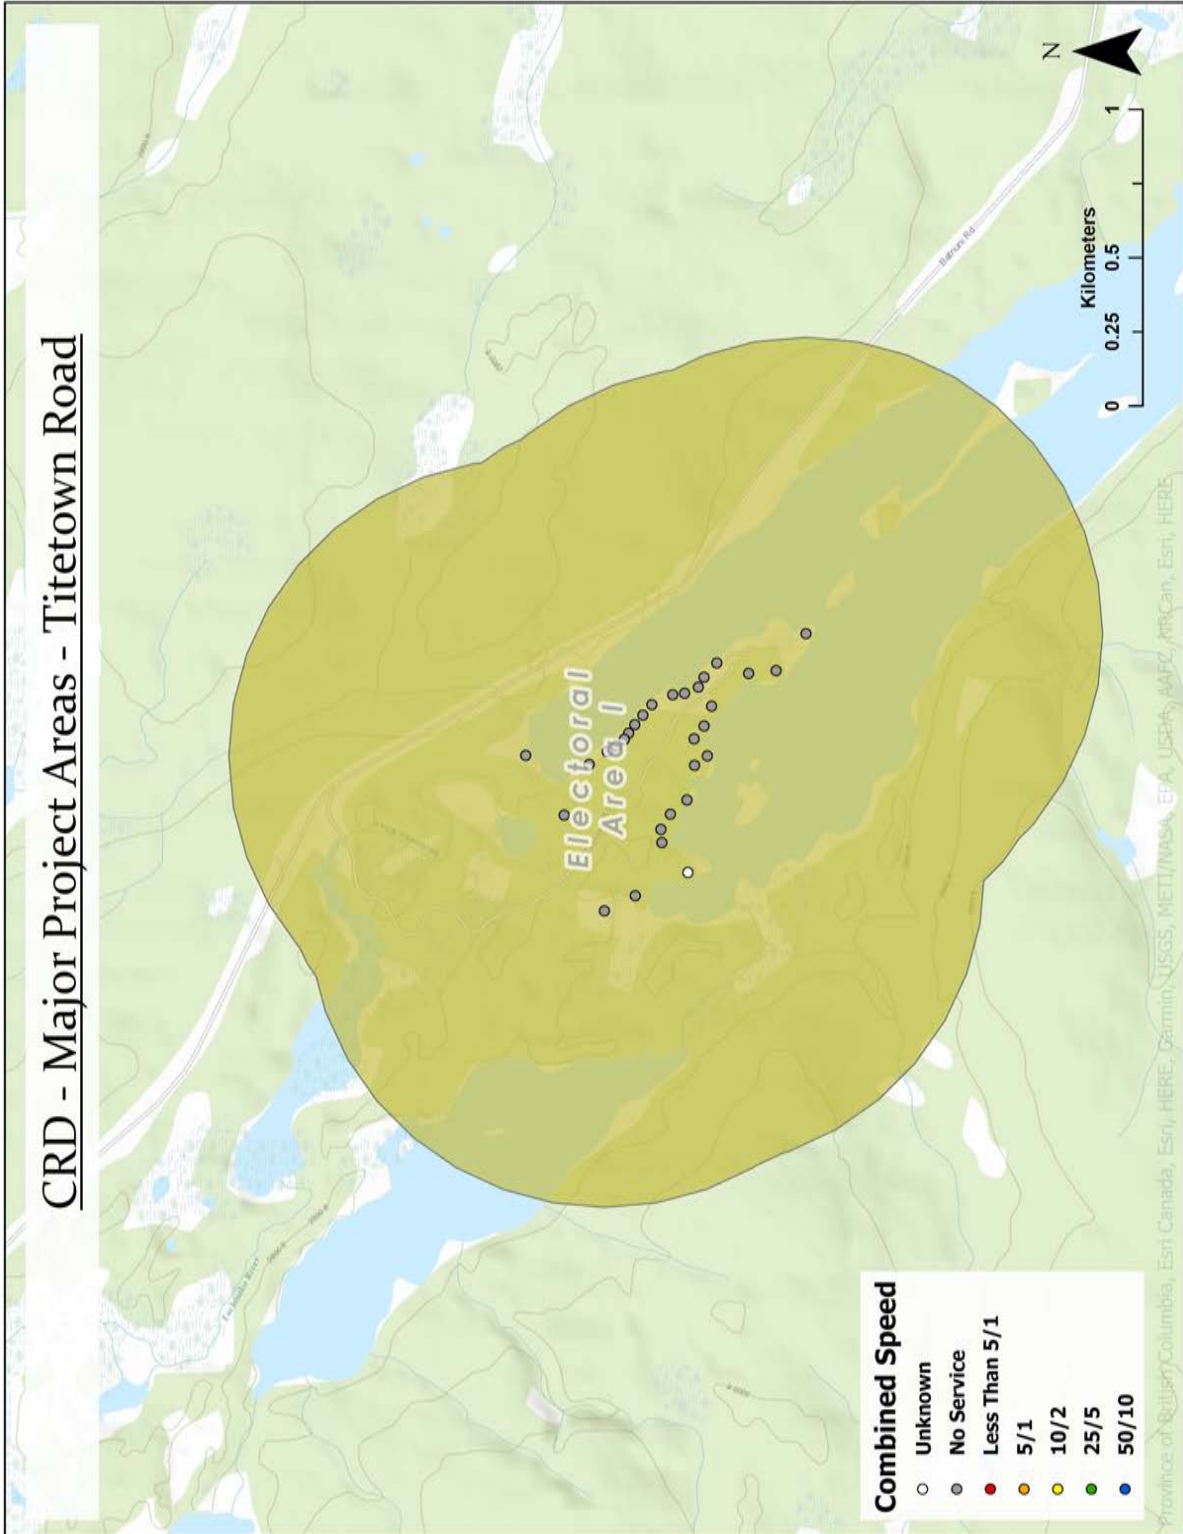 CRD - Major Project Areas - Titetown Road
Electoral
Area I
Batnuni Rd
N
Kilometers
0 0.25 0.5 1
Combined Speed
Unknown
No Service
Less Than 5/1
5/1
10/2
25/5
50/10
Province of British Columbia, Esri Canada, Esri, HERE, Garmin, USGS, METI/NASA, EPA, USDA, AAFC, NRCan, Esri, HERE